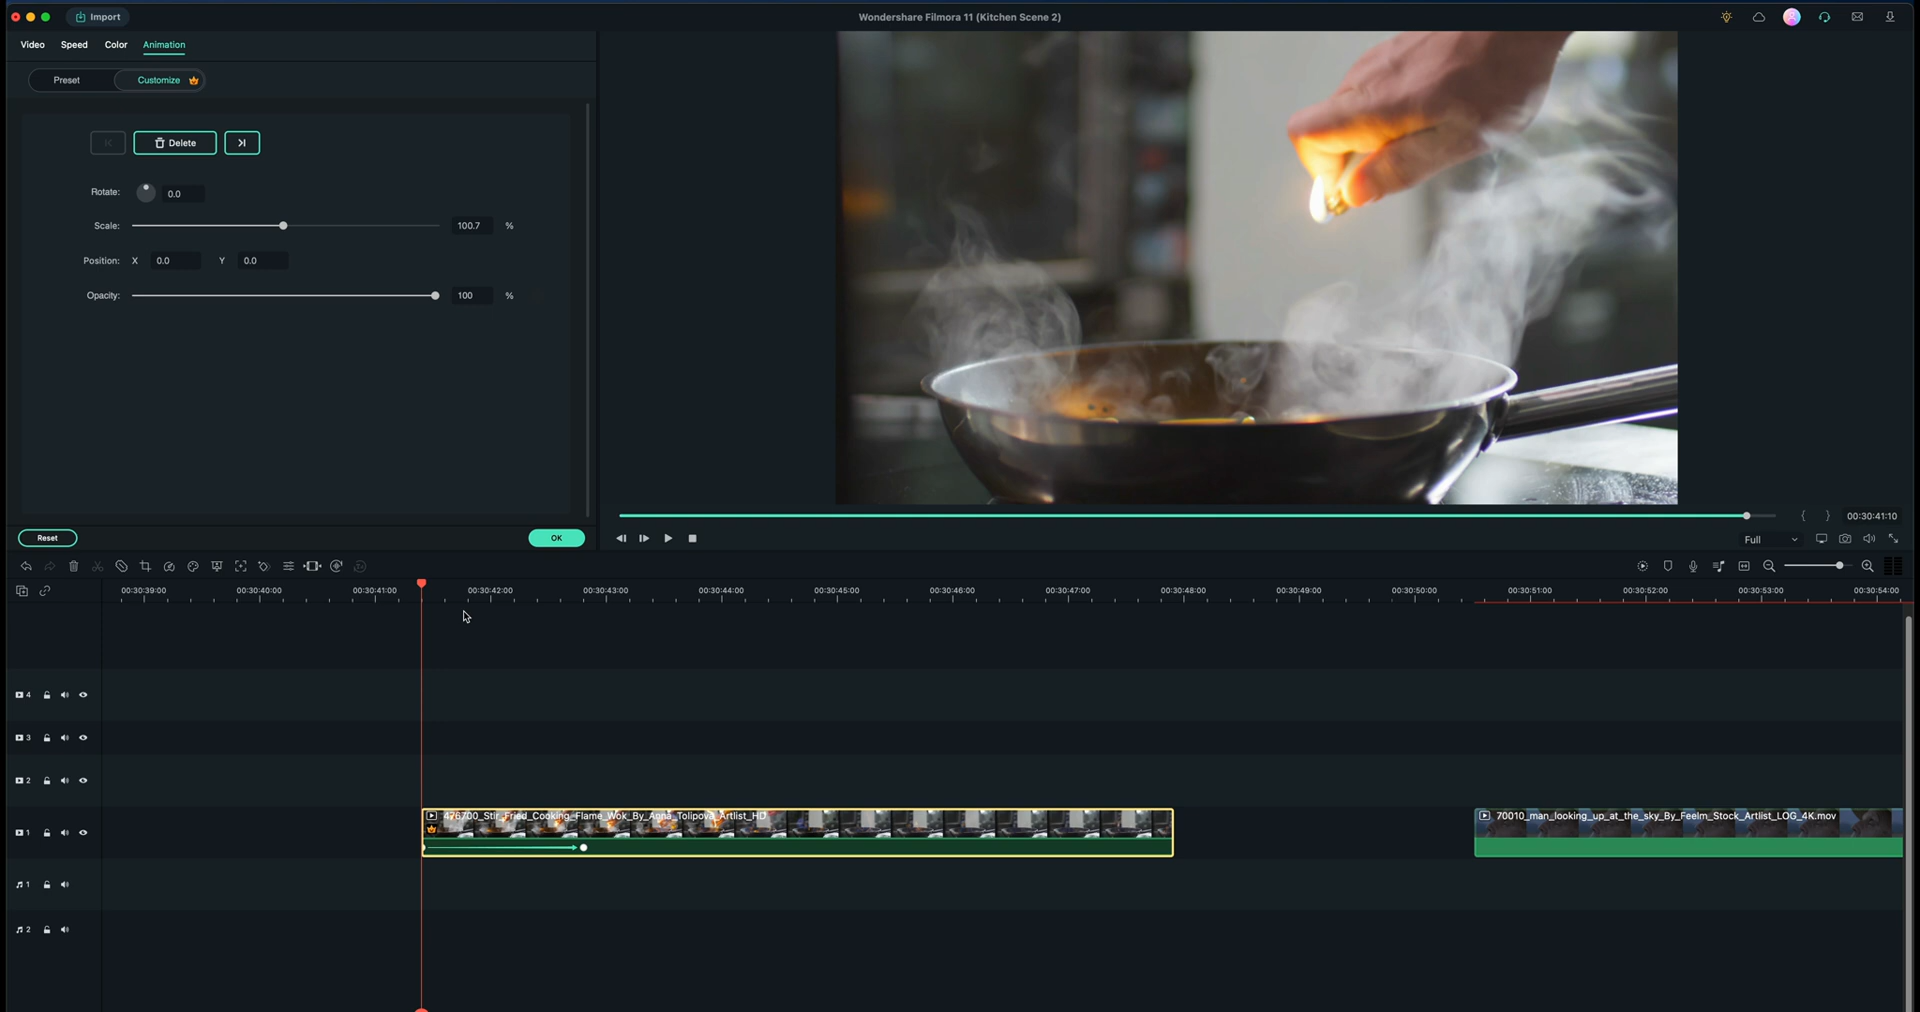 Import
Wondershare Filmora 11 (Kitchen Scene 2)
Video Speed Color Animation
Preset Customize
Delete
Rotate: 0.0
Scale: 100.7 %
Position: X 0.0 Y 0.0
Opacity: 100 %
Reset OK
00:30:41:10
Full
00:30:39:00 00:30:40:00 00:30:41:00 00:30:42:00 00:30:43:00 00:30:44:00 00:30:45:00 00:30:46:00 00:30:47:00 00:30:48:00 00:30:49:00 00:30:50:00 00:30:51:00 00:30:52:00 00:30:53:00 00:30:54:00
4
3
2
1
476700_Stir_Fried_Cooking_Flame_Wok_By_Anna_Tolipova_Artlist_HD
70010_man_looking_up_at_the_sky_By_Feelm_Stock_Artlist_LOG_4K.mov
1
2